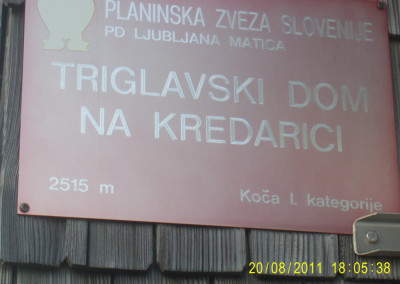 PLANINSKA ZVEZA SLOVENIJE
PD LJUBLJANA MATICA
TRIGLAVSKI DOM
NA KREDARICI
2515 m
Koča I. kategorije
20/08/2011 18:05:38